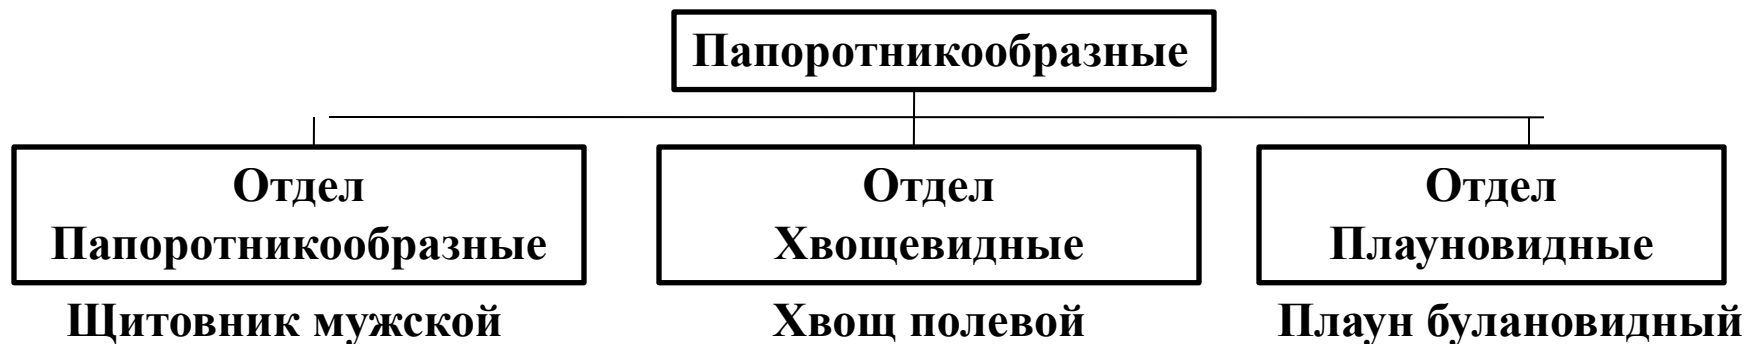 Папоротникообразные
Отдел
Папоротникообразные
Щитовник мужской
Отдел
Хвощевидные
Хвощ полевой
Отдел
Плауновидные
Плаун булановидный